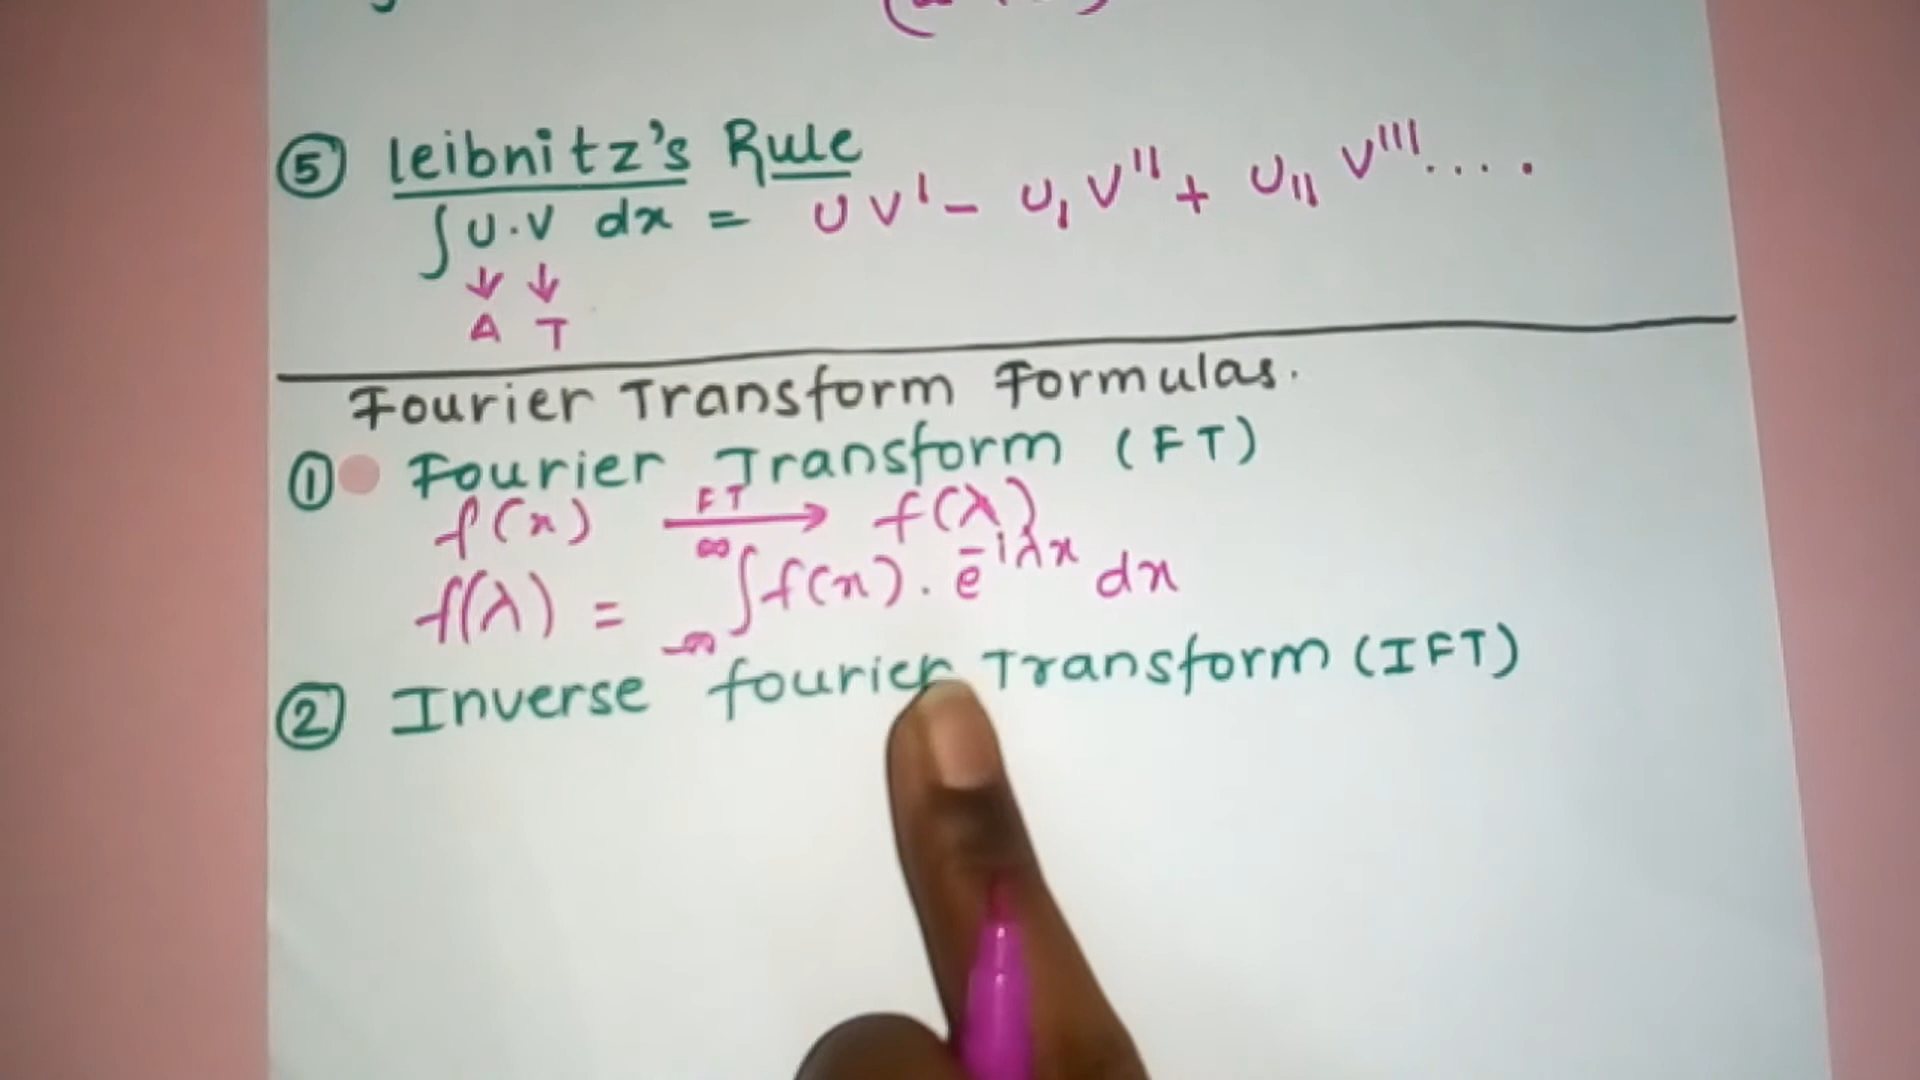 ⑤ Leibnitz's Rule
∫U.V dx = UV' - U₁V'' + U₁₁V'''....
↓ ↓
A T
Fourier Transform Formulas.
① Fourier Transform (FT)
f(x) FT→ f(λ)
f(λ) = ∞∫-∞ f(x). e^-iλx dx
② Inverse fourier Transform (IFT)